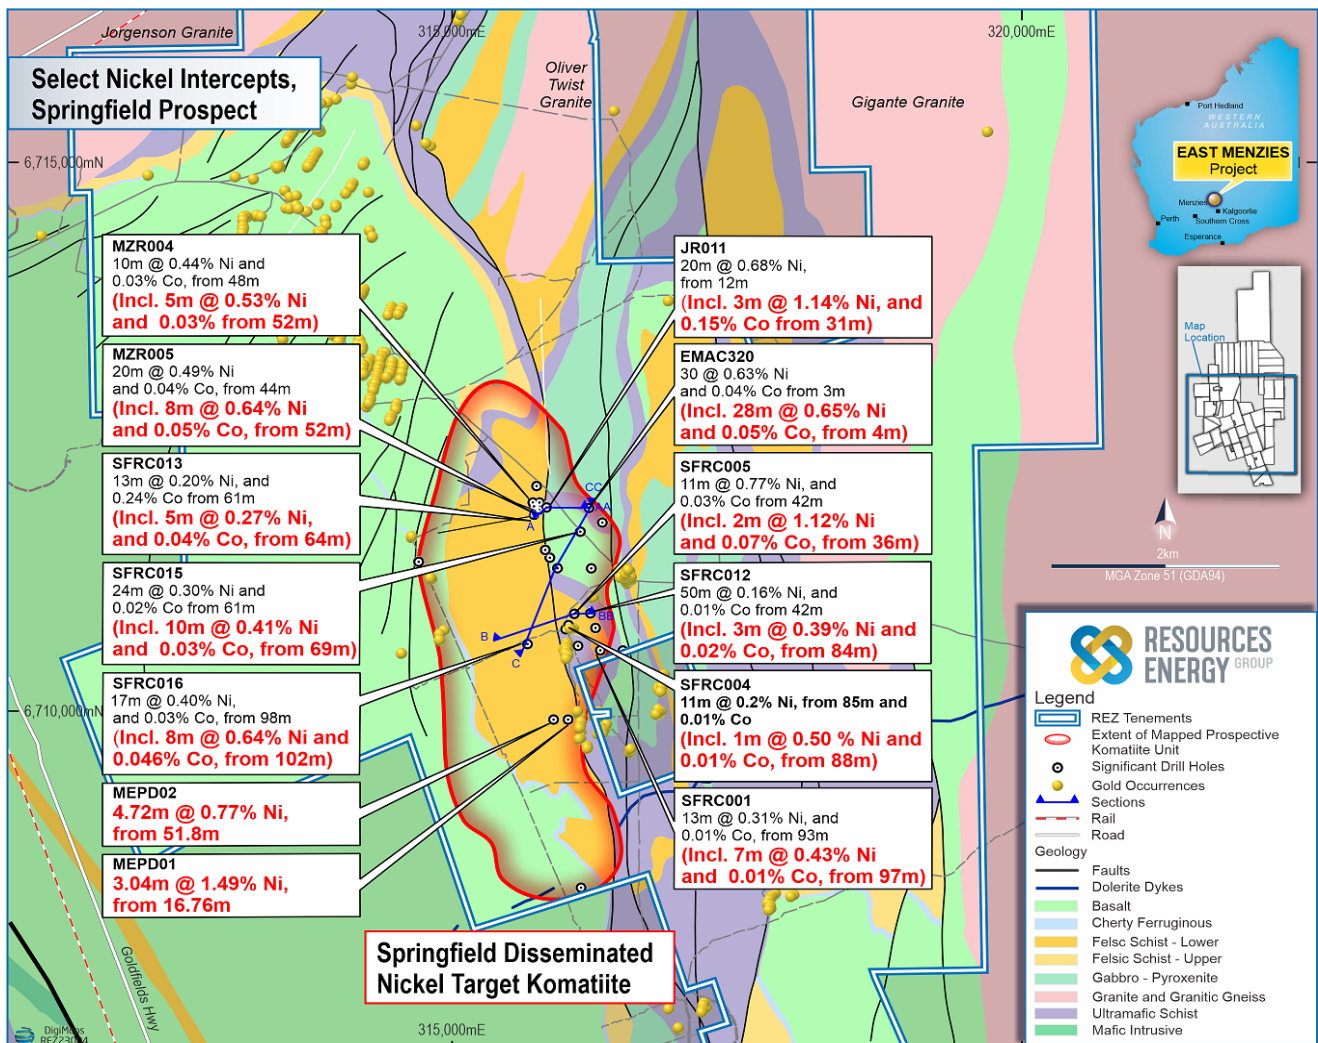 Jorgenson Granite
315,000mE
320,000mE
Select Nickel Intercepts,
Springfield Prospect
Oliver
Twist
Granite
Gigante Granite
6,715,000mN
Port Hedland
WESTERN
AUSTRALIA
EAST MENZIES
Project
Menzies
Kalgoorlie
Perth
Southern Cross
Esperance
MZR004
10m @ 0.44% Ni and
0.03% Co, from 48m
(Incl. 5m @ 0.53% Ni
and 0.03% from 52m)
MZR005
20m @ 0.49% Ni
and 0.04% Co, from 44m
(Incl. 8m @ 0.64% Ni
and 0.05% Co, from 52m)
SFRC013
13m @ 0.20% Ni, and
0.24% Co from 61m
(Incl. 5m @ 0.27% Ni,
and 0.04% Co, from 64m)
SFRC015
24m @ 0.30% Ni and
0.02% Co from 61m
(Incl. 10m @ 0.41% Ni
and 0.03% Co, from 69m)
SFRC016
17m @ 0.40% Ni,
and 0.03% Co, from 98m
(Incl. 8m @ 0.64% Ni and
0.046% Co, from 102m)
MEPD02
4.72m @ 0.77% Ni,
from 51.8m
MEPD01
3.04m @ 1.49% Ni,
from 16.76m
JR011
20m @ 0.68% Ni,
from 12m
(Incl. 3m @ 1.14% Ni, and
0.15% Co from 31m)
EMAC320
30 @ 0.63% Ni
and 0.04% Co from 3m
(Incl. 28m @ 0.65% Ni
and 0.05% Co, from 4m)
SFRC005
11m @ 0.77% Ni, and
0.03% Co from 42m
(Incl. 2m @ 1.12% Ni
and 0.07% Co, from 36m)
SFRC012
50m @ 0.16% Ni, and
0.01% Co from 42m
(Incl. 3m @ 0.39% Ni and
0.02% Co, from 84m)
SFRC004
11m @ 0.2% Ni, from 85m and
0.01% Co
(Incl. 1m @ 0.50 % Ni and
0.01% Co, from 88m)
SFRC001
13m @ 0.31% Ni, and
0.01% Co, from 93m
(Incl. 7m @ 0.43% Ni
and 0.01% Co, from 97m)
CC
AA
A
BB
B
C
Map
Location
N
2km
MGA Zone 51 (GDA94)
6,710,000mN
RESOURCES
ENERGY GROUP
Legend
REZ Tenements
Extent of Mapped Prospective
Komatiite Unit
Significant Drill Holes
Gold Occurrences
Sections
Rail
Road
Geology
Faults
Dolerite Dykes
Basalt
Cherty Ferruginous
Felsc Schist - Lower
Felsic Schist - Upper
Gabbro - Pyroxenite
Granite and Granitic Gneiss
Ultramafic Schist
Mafic Intrusive
Springfield Disseminated
Nickel Target Komatiite
Goldfields Hwy
315,000mE
DigiMaps